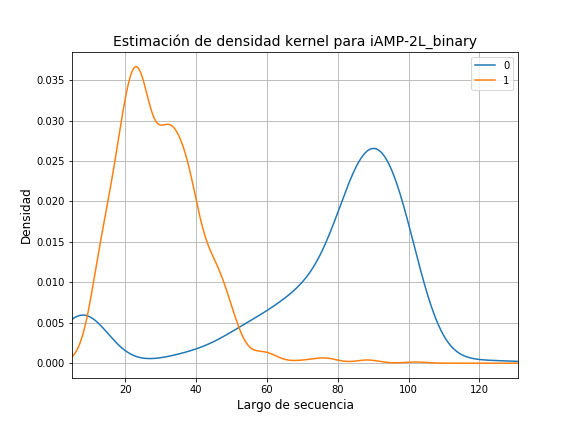 Estimación de densidad kernel para iAMP-2L_binary
0
1
Densidad
0.035
0.030
0.025
0.020
0.015
0.010
0.005
0.000
20 40 60 80 100 120
Largo de secuencia